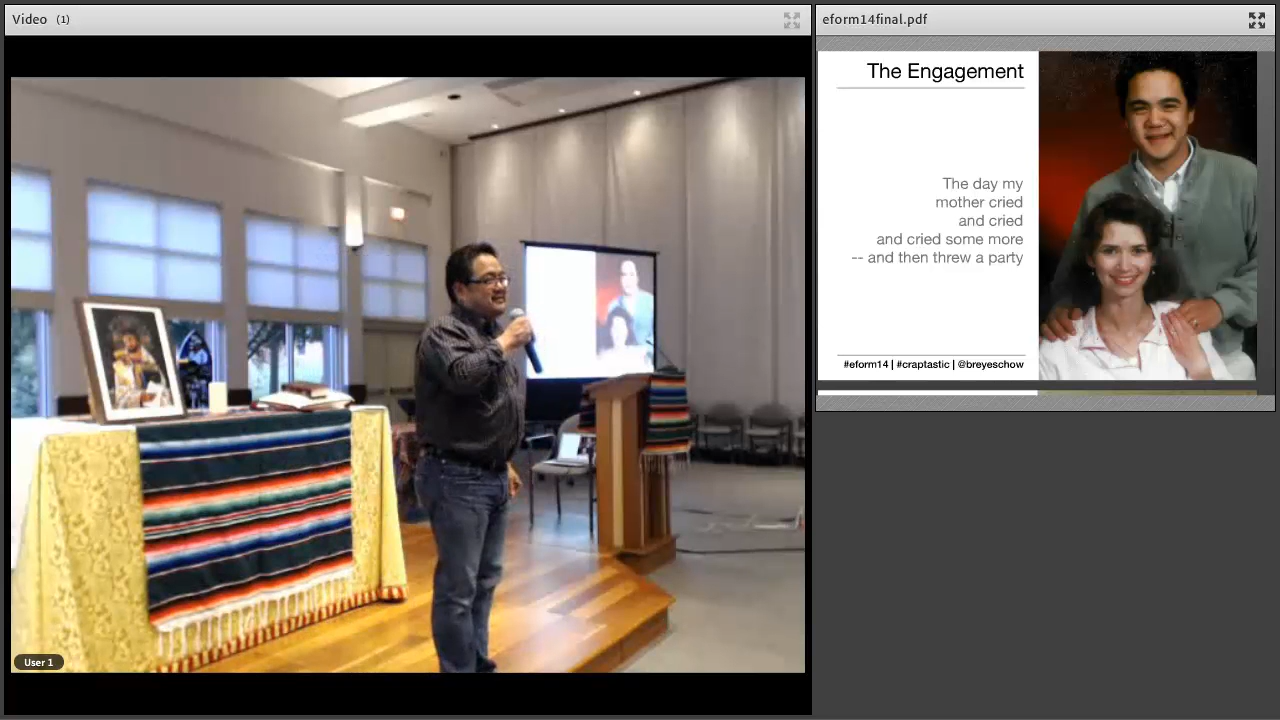 Video (1)
User 1
eform14final.pdf
The Engagement
The day my
mother cried
and cried
and cried some more
-- and then threw a party
#eform14 | #craptastic | @breyeschow